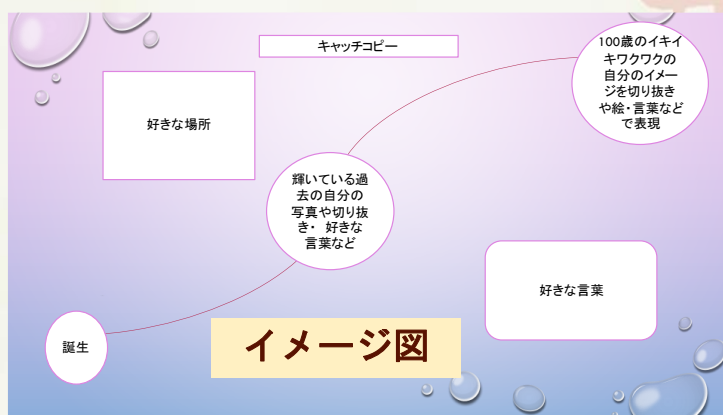 キャッチコピー
100歳のイキイ
キワクワクの
自分のイメー
ジを切り抜き
や絵・言葉など
で表現
好きな場所
輝いている過
去の自分の
写真や切り抜
き・ 好きな
言葉など
好きな言葉
誕生
イメージ図